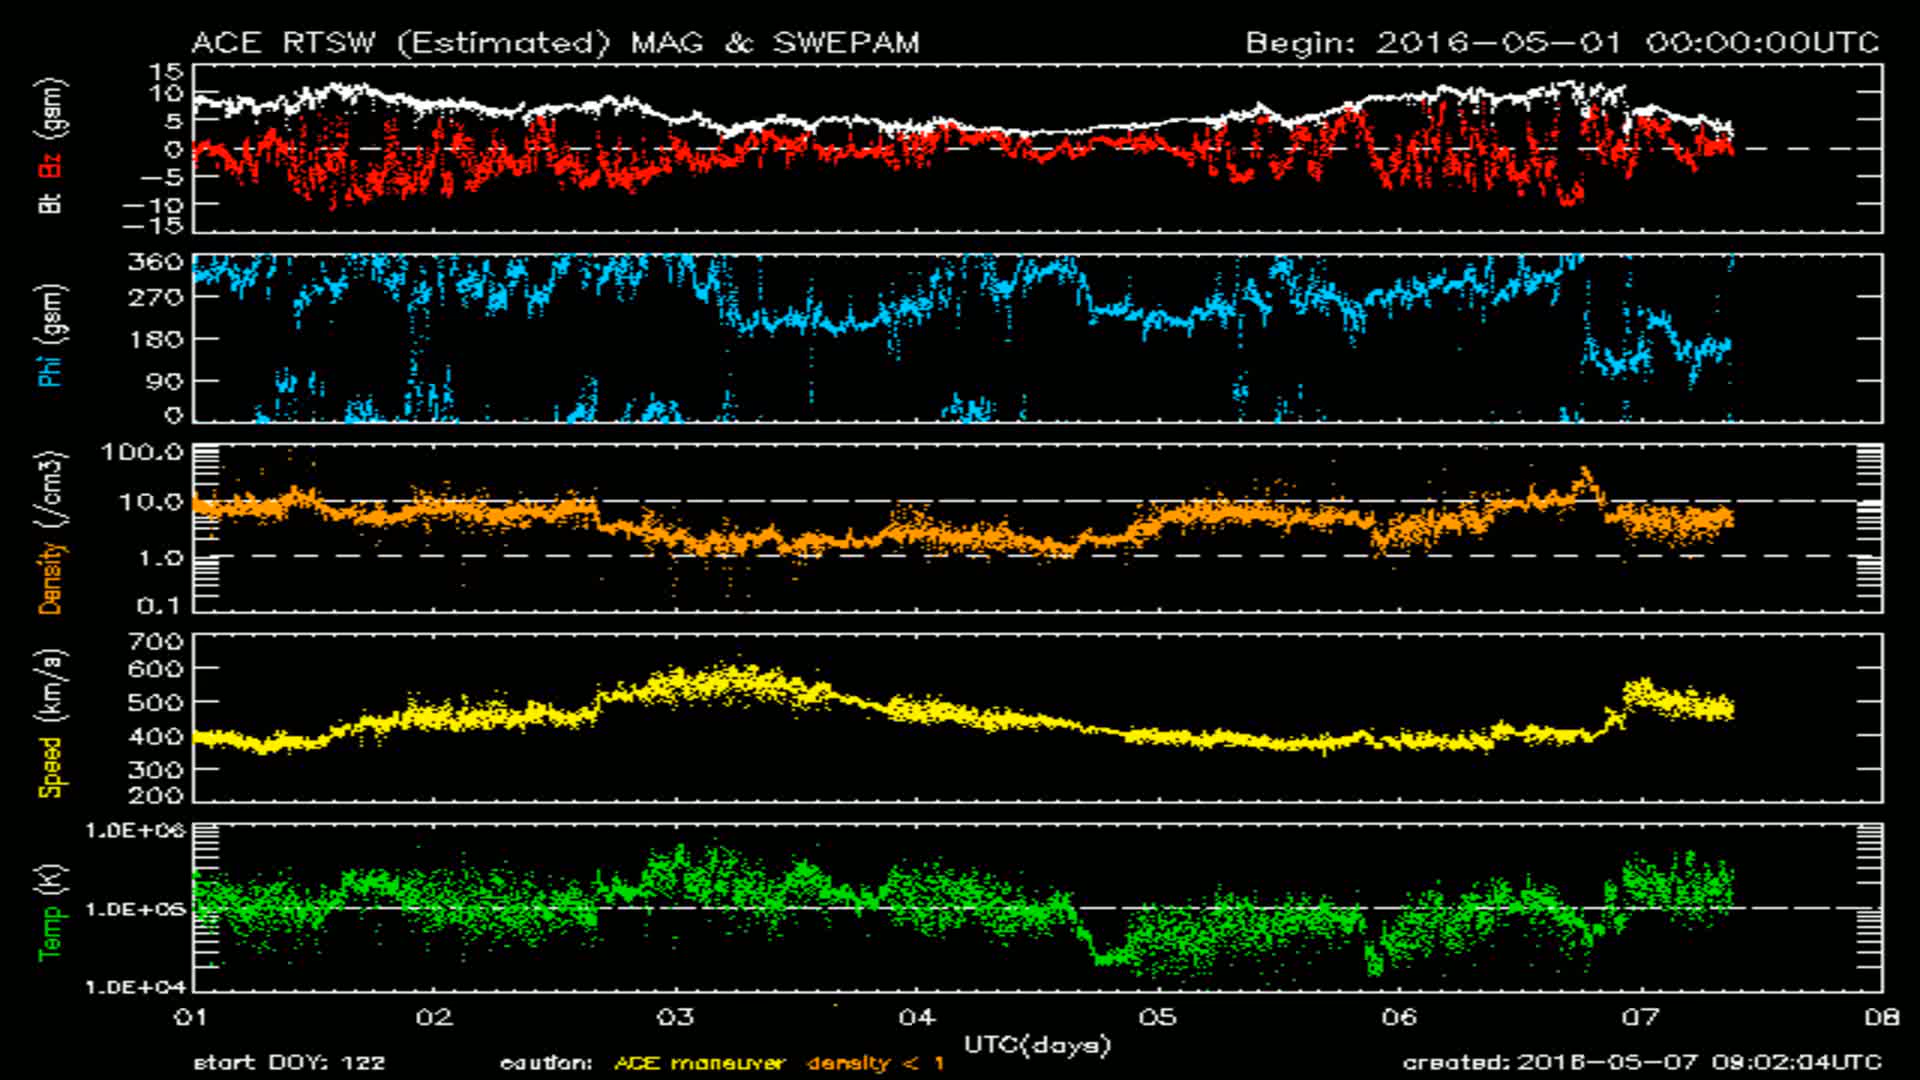 ACE RTSW (Estimated) MAG & SWEPAM Begin: 2016-05-01 00:00:00UTC
Bt Bz (gsm)
15
10
5
0
-5
-10
-15
Phi (gsm)
360
270
180
90
0
Density (/cm3)
100.0
10.0
1.0
0.1
Speed (km/s)
700
600
500
400
300
200
Temp (K)
1.0E+06
1.0E+05
1.0E+04
01 02 03 04 05 06 07 08
UTC(days)
start DOY: 122 caution: ACE maneuver density < 1 created: 2016-05-07 09:02:04UTC